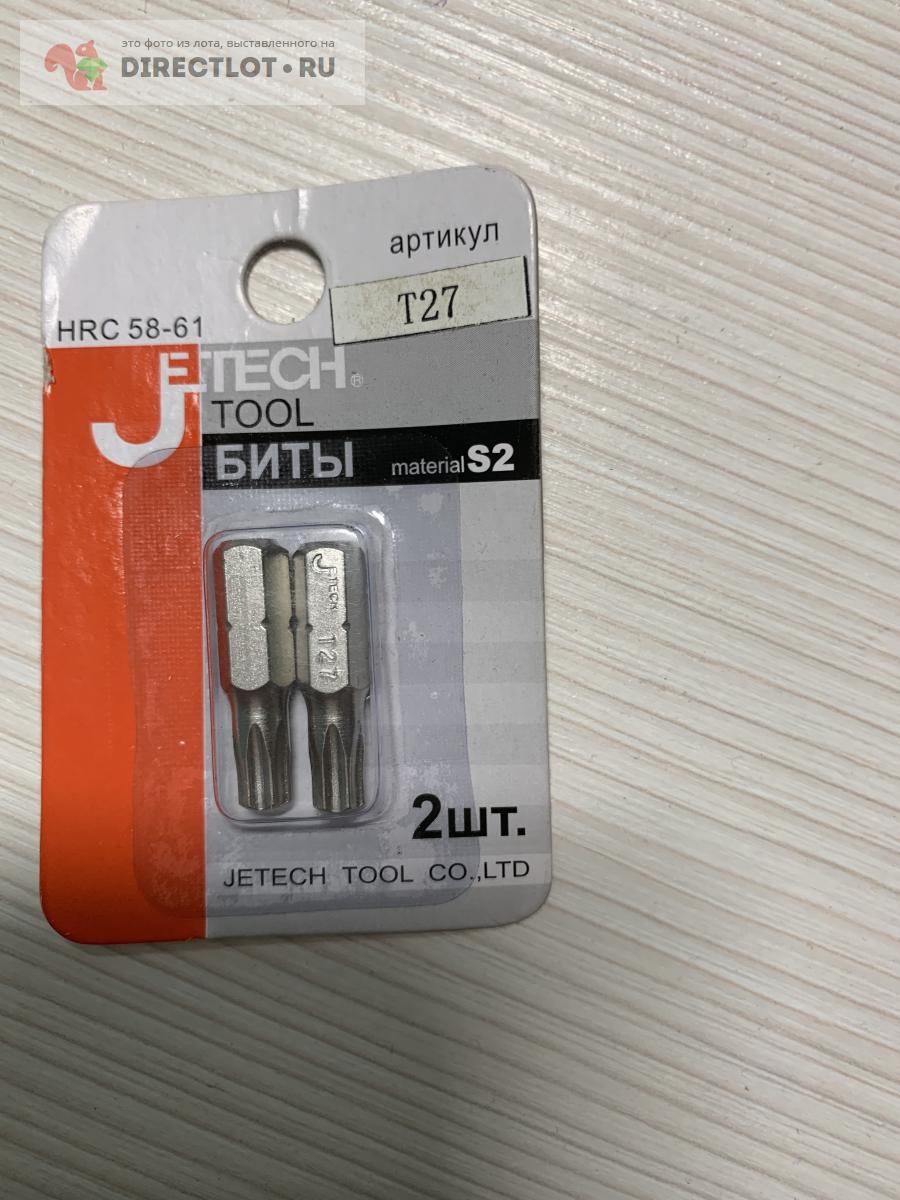 это фото из лота, выставленного на
DIRECTLOT.RU
артикул
T27
HRC 58-61
JETECH®
TOOL
БИТЫ material S2
JETECH
T27
2шт.
JETECH TOOL CO.,LTD